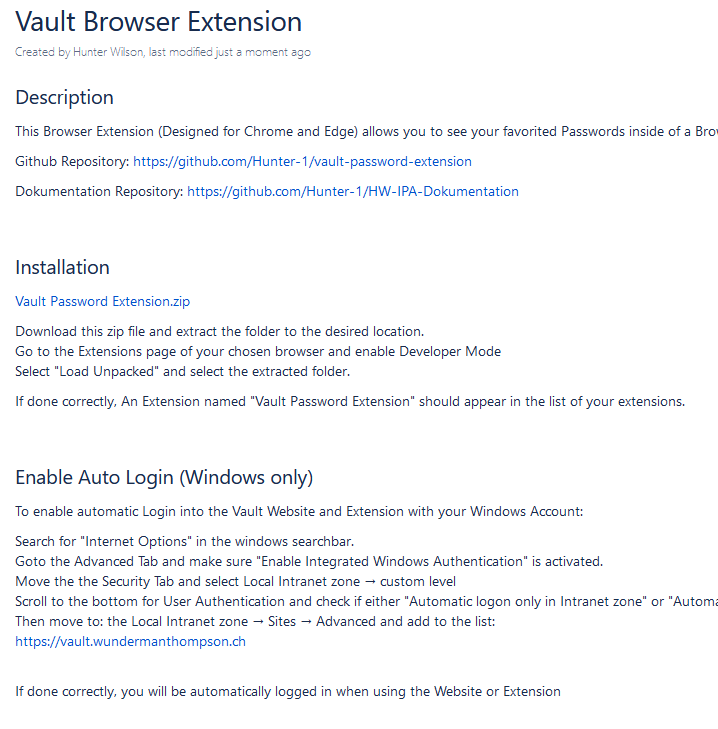 Vault Browser Extension
Created by Hunter Wilson, last modified just a moment ago
Description
This Browser Extension (Designed for Chrome and Edge) allows you to see your favorited Passwords inside of a Bro
Github Repository: https://github.com/Hunter-1/vault-password-extension
Dokumentation Repository: https://github.com/Hunter-1/HW-IPA-Dokumentation
Installation
Vault Password Extension.zip
Download this zip file and extract the folder to the desired location.
Go to the Extensions page of your chosen browser and enable Developer Mode
Select "Load Unpacked" and select the extracted folder.
If done correctly, An Extension named "Vault Password Extension" should appear in the list of your extensions.
Enable Auto Login (Windows only)
To enable automatic Login into the Vault Website and Extension with your Windows Account:
Search for "Internet Options" in the windows searchbar.
Goto the Advanced Tab and make sure "Enable Integrated Windows Authentication" is activated.
Move the the Security Tab and select Local Intranet zone → custom level
Scroll to the bottom for User Authentication and check if either "Automatic logon only in Intranet zone" or "Automa
Then move to: the Local Intranet zone → Sites → Advanced and add to the list:
https://vault.wundermanthompson.ch
If done correctly, you will be automatically logged in when using the Website or Extension